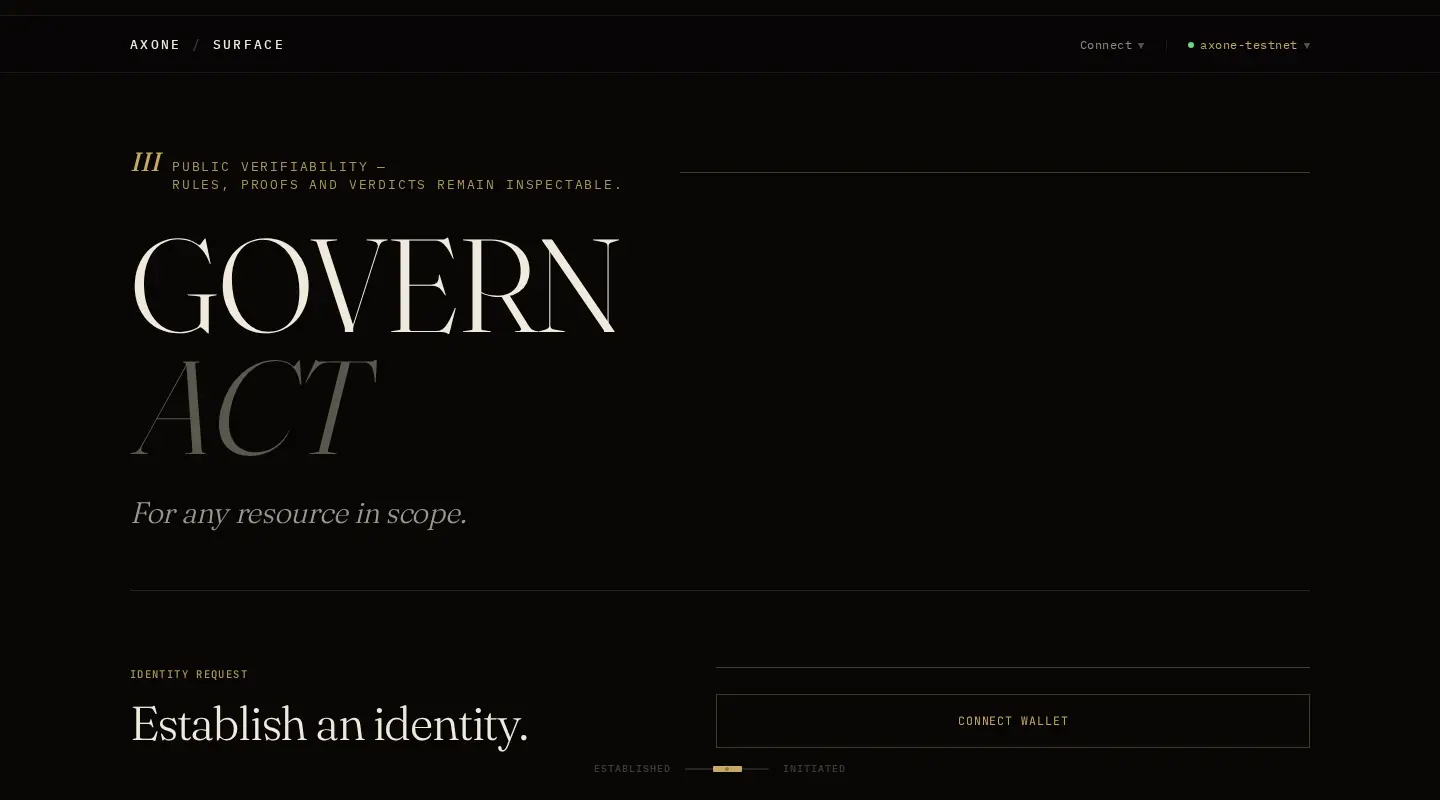 AXONE / SURFACE
Connect ▼
axone-testnet ▼
III PUBLIC VERIFIABILITY —
RULES, PROOFS AND VERDICTS REMAIN INSPECTABLE.
GOVERN
ACT
For any resource in scope.
IDENTITY REQUEST
Establish an identity.
CONNECT WALLET
ESTABLISHED
INITIATED